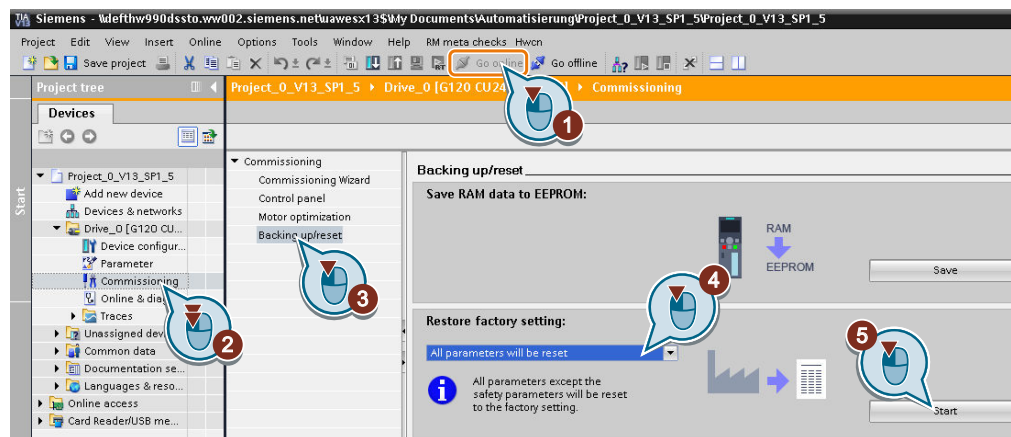 Siemens - \\defthw990dssto.ww002.siemens.net\uawesx13$\My Documents\Automatisierung\Project_0_V13_SP1_5\Project_0_V13_SP1_5
Project Edit View Insert Online Options Tools Window Help RM meta checks Hwcn
Save project Go online Go offline
Project tree
Project_0_V13_SP1_5 Drive_0 [G120 CU24 Commissioning
1
Devices
Start
Project_0_V13_SP1_5
Add new device
Devices & networks
Drive_0 [G120 CU...
Device configur...
Parameter
Commissioning
Online & dia
Traces
Unassigned dev
Common data
Documentation se...
Languages & reso...
Online access
Card Reader/USB me...
2
Commissioning
Commissioning Wizard
Control panel
Motor optimization
Backing up/reset
3
Backing up/reset
Save RAM data to EEPROM:
RAM
EEPROM
Save
4
Restore factory setting:
All parameters will be reset
All parameters except the
safety parameters will be reset
to the factory setting.
5
Start